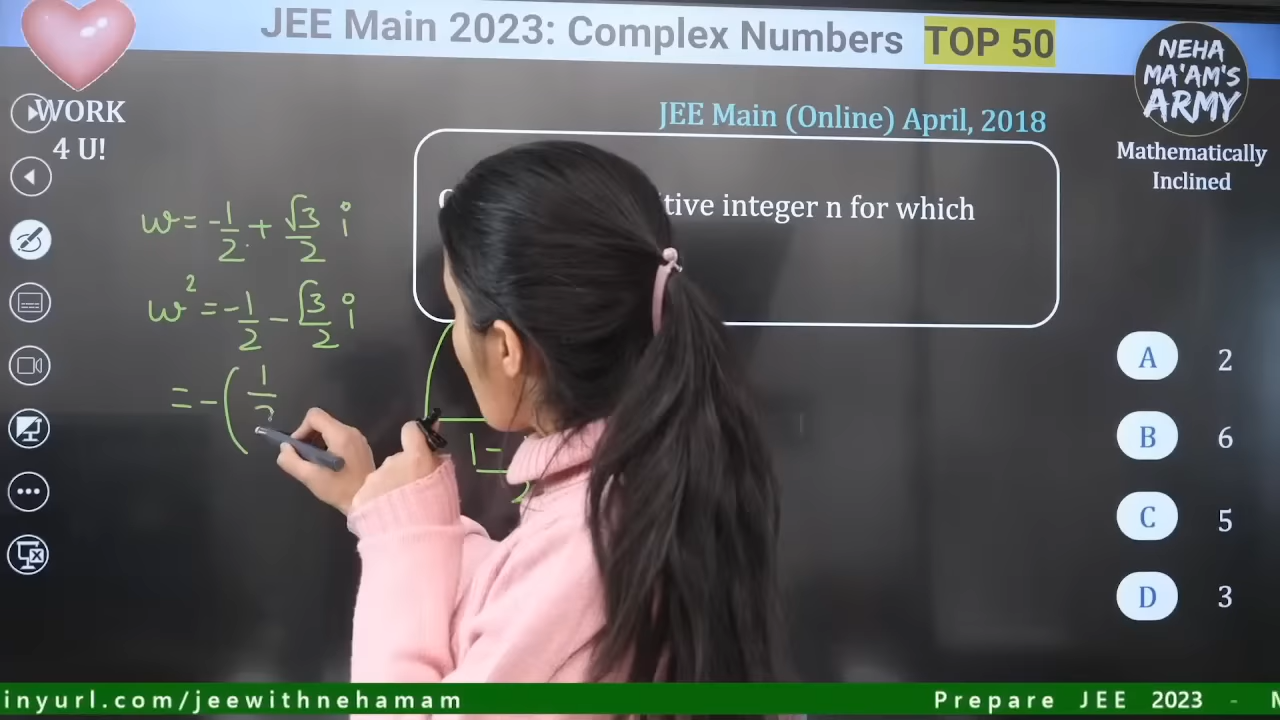 JEE Main 2023: Complex Numbers TOP 50
WORK
4 U!
NEHA
MA'AM'S
ARMY
Mathematically
Inclined
JEE Main (Online) April, 2018
integer n for which
w = -1/2 + √3/2 i
w² = -1/2 - √3/2 i
= -( 1/2
1 =
A 2
B 6
C 5
D 3
inyurl.com/jeewithnehamam
Prepare JEE 2023 -